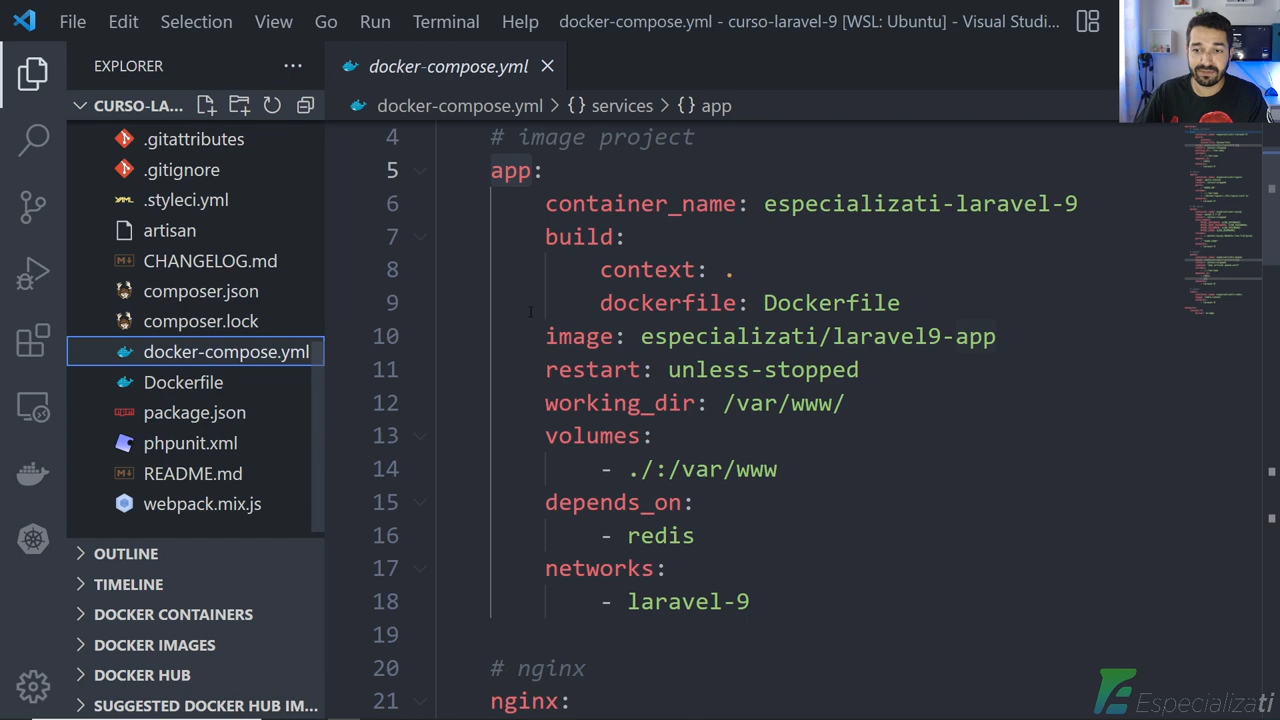 File Edit Selection View Go Run Terminal Help docker-compose.yml - curso-laravel-9 [WSL: Ubuntu] - Visual Studi...
EXPLORER
CURSO-LA...
.gitattributes
.gitignore
.styleci.yml
artisan
CHANGELOG.md
composer.json
composer.lock
docker-compose.yml
Dockerfile
package.json
phpunit.xml
README.md
webpack.mix.js
OUTLINE
TIMELINE
DOCKER CONTAINERS
DOCKER IMAGES
DOCKER HUB
SUGGESTED DOCKER HUB IM...
docker-compose.yml
docker-compose.yml > {} services > {} app
4 # image project
5 app:
6 container_name: especializati-laravel-9
7 build:
8 context: .
9 dockerfile: Dockerfile
10 image: especializati/laravel9-app
11 restart: unless-stopped
12 working_dir: /var/www/
13 volumes:
14 - ./:/var/www
15 depends_on:
16 - redis
17 networks:
18 - laravel-9
19
20 # nginx
21 nginx:
Especializati